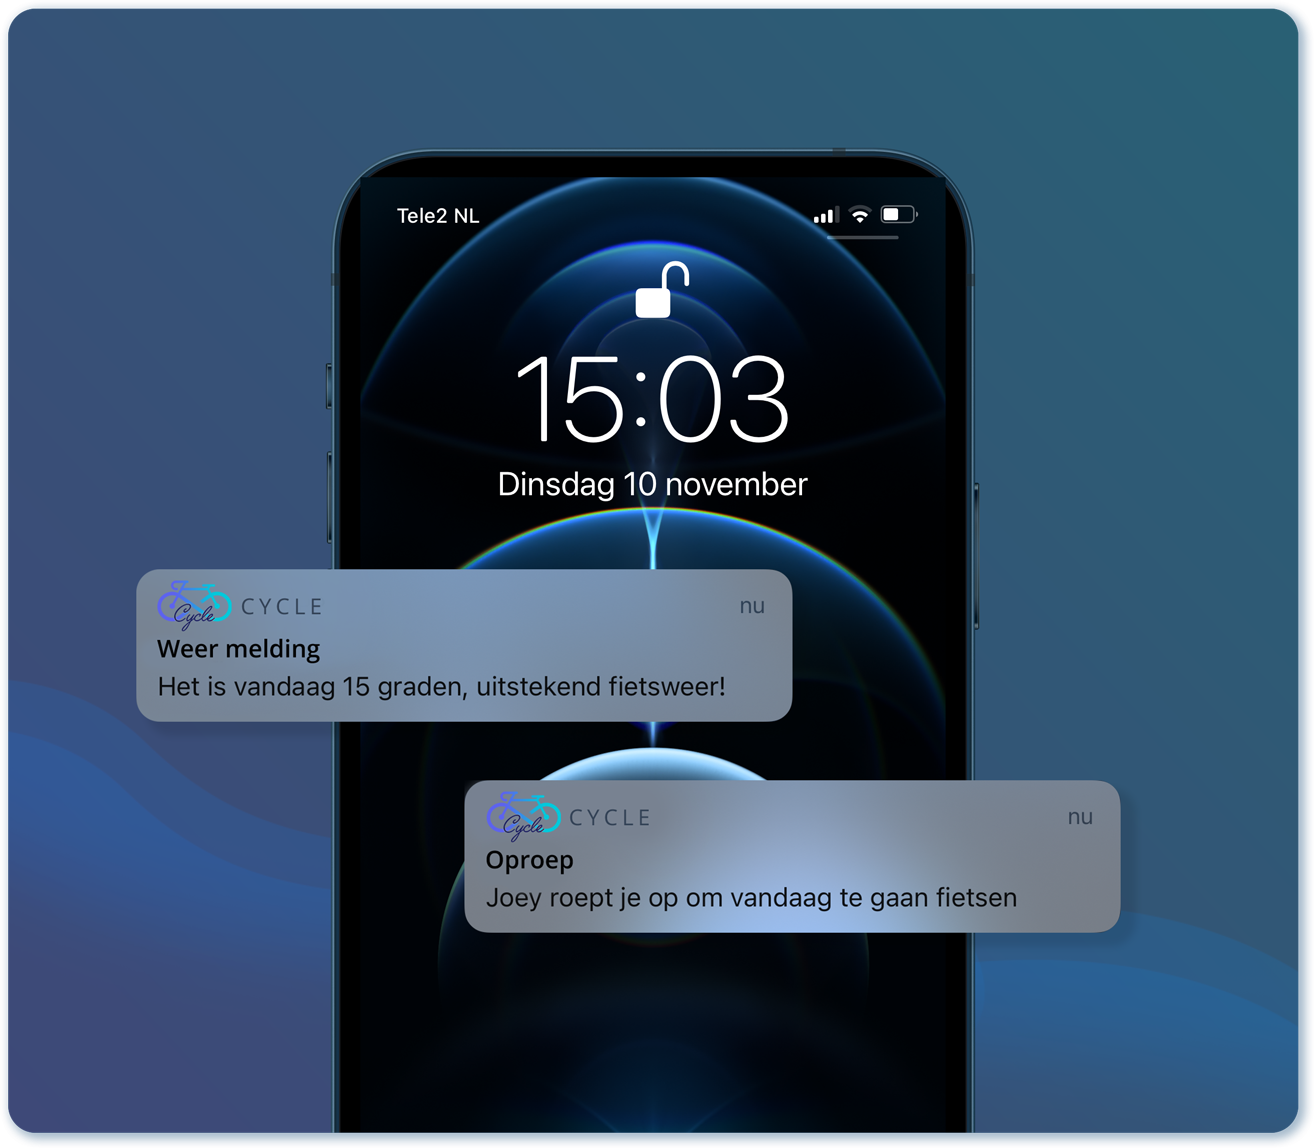 Tele2 NL
15:03
Dinsdag 10 november
Cycle CYCLE nu
Weer melding
Het is vandaag 15 graden, uitstekend fietsweer!
Cycle CYCLE nu
Oproep
Joey roept je op om vandaag te gaan fietsen